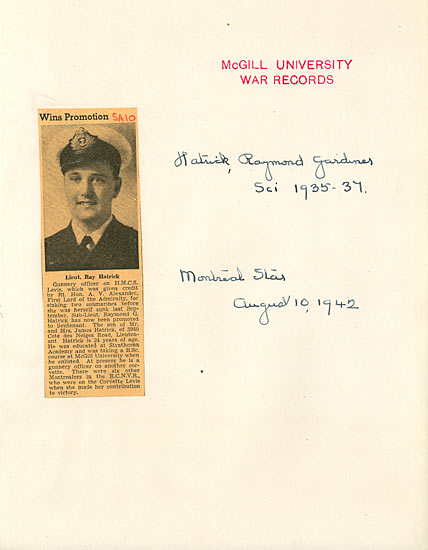 McGILL UNIVERSITY
WAR RECORDS
Wins Promotion SA10
Hatrick, Raymond Gardiner
Sci 1935-37.
Montreal Star
August 10, 1942
Lieut. Ray Hatrick
Gunnery officer on H.M.C.S.
Levis, which was given credit
by Rt. Hon. A. V. Alexander,
First Lord of the Admiralty, for
sinking two submarines before
she was herself sunk last Sep-
tember, Sub-Lieut. Raymond G.
Hatrick has now been promoted
to lieutenant. The son of Mr.
and Mrs. James Hatrick, of 3940
Cote des Neiges Road, Lieuten-
ant Hatrick is 24 years of age.
He was educated at Strathcona
Academy and was taking a B.Sc.
course at McGill University when
he enlisted. At present he is a
gunnery officer on another cor-
vette. There were six other
Montrealers in the R.C.N.V.R.,
who were on the Corvette Levis
when she made her contribution
to victory.